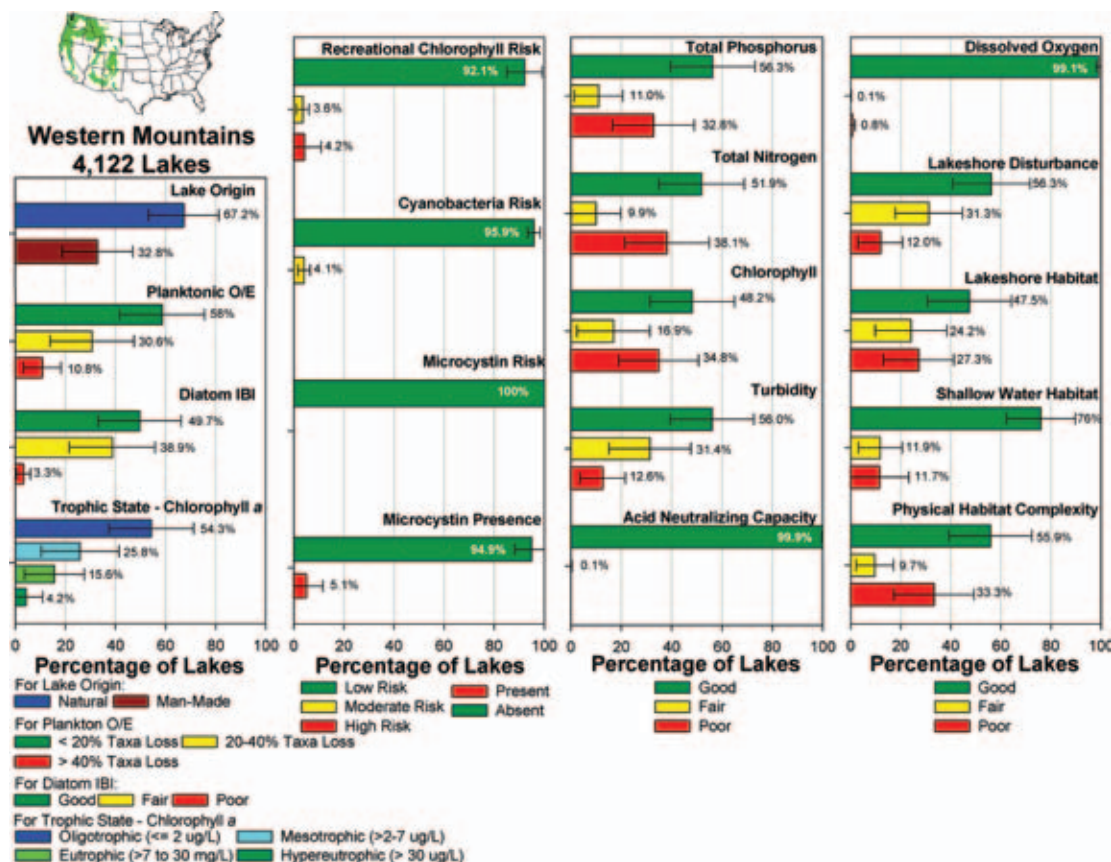 Western Mountains
4,122 Lakes
Lake Origin
67.2%
32.8%
Planktonic O/E
58%
30.6%
10.8%
Diatom IBI
49.7%
38.9%
3.3%
Trophic State - Chlorophyll a
54.3%
25.8%
15.6%
4.2%
0 20 40 60 80 100
Percentage of Lakes
For Lake Origin:
Natural Man-Made
For Plankton O/E
< 20% Taxa Loss 20-40% Taxa Loss
> 40% Taxa Loss
For Diatom IBI:
Good Fair Poor
For Trophic State - Chlorophyll a
Oligotrophic (<= 2 ug/L) Mesotrophic (>2-7 ug/L)
Eutrophic (>7 to 30 mg/L) Hypereutrophic (> 30 ug/L)
Recreational Chlorophyll Risk
92.1%
3.6%
4.2%
Cyanobacteria Risk
95.9%
4.1%
Microcystin Risk
100%
Microcystin Presence
94.9%
5.1%
0 20 40 60 80 100
Percentage of Lakes
Low Risk Present
Moderate Risk Absent
High Risk
Total Phosphorus
56.3%
11.0%
32.8%
Total Nitrogen
51.9%
9.9%
38.1%
Chlorophyll
48.2%
16.9%
34.8%
Turbidity
56.0%
31.4%
12.6%
Acid Neutralizing Capacity
99.9%
0.1%
0 20 40 60 80 100
Percentage of Lakes
Good
Fair
Poor
Dissolved Oxygen
99.1%
0.1%
0.8%
Lakeshore Disturbance
56.3%
31.3%
12.0%
Lakeshore Habitat
47.5%
24.2%
27.3%
Shallow Water Habitat
76%
11.9%
11.7%
Physical Habitat Complexity
55.9%
9.7%
33.3%
0 20 40 60 80 100
Percentage of Lakes
Good
Fair
Poor